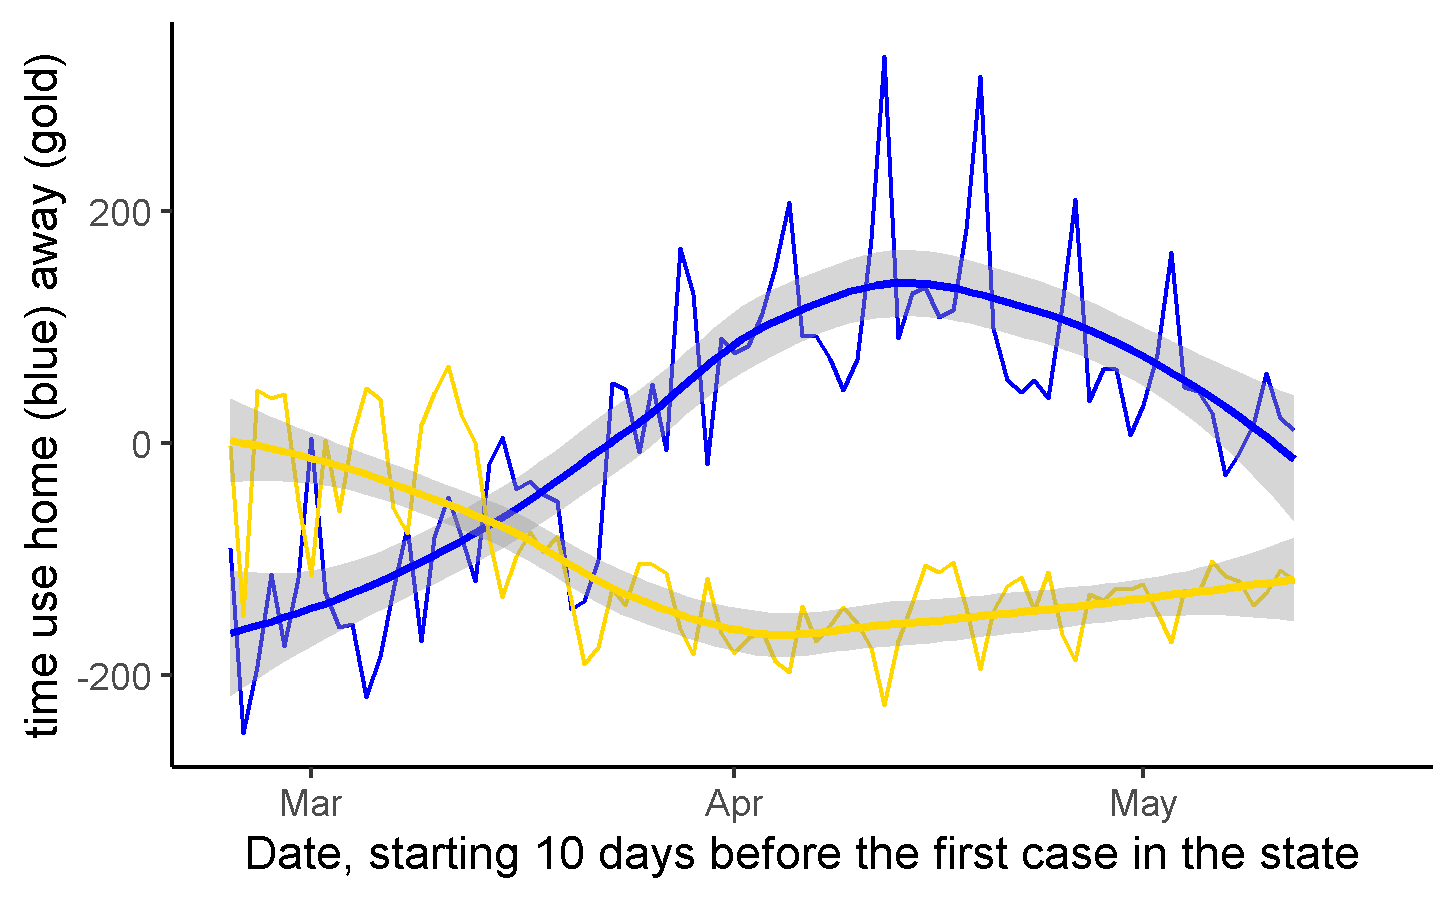 time use home (blue) away (gold)
200
0
-200
Mar Apr May
Date, starting 10 days before the first case in the state